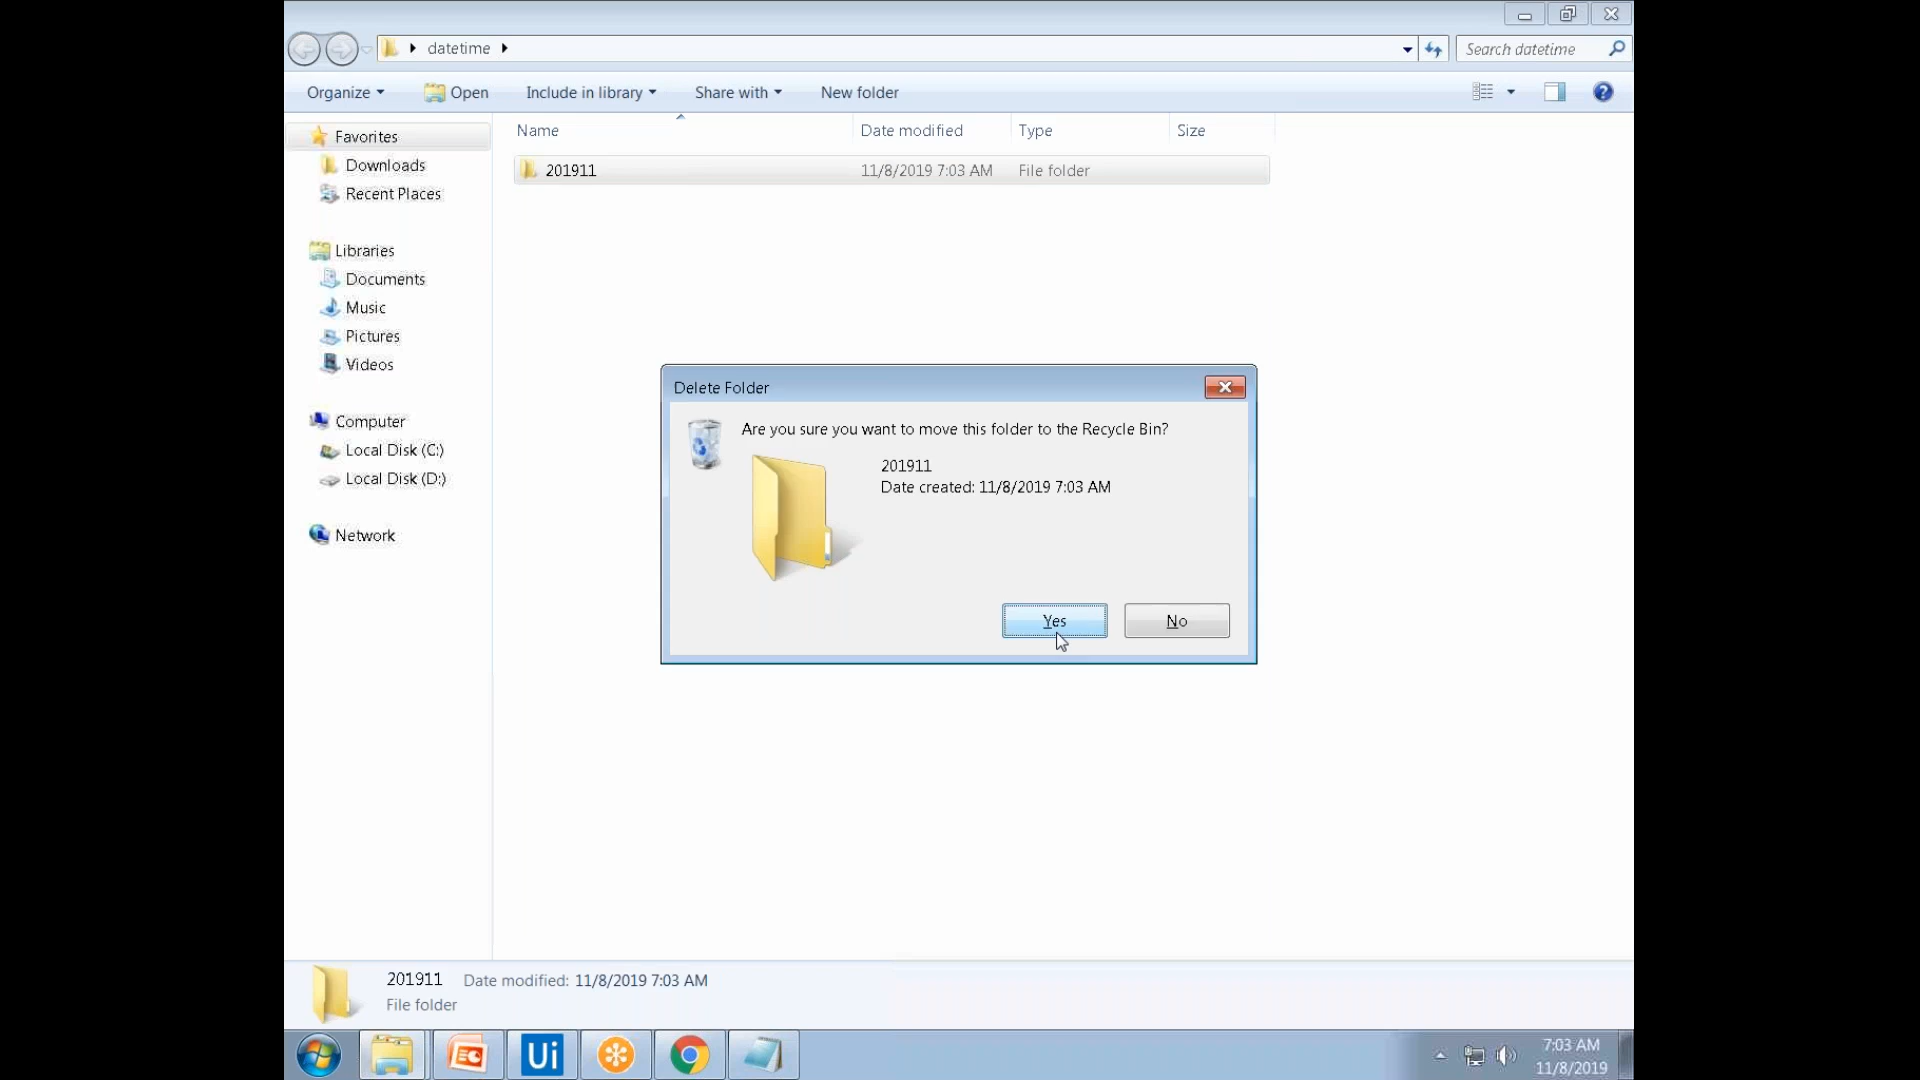 datetime
Search datetime
Organize
Open
Include in library
Share with
New folder
Name
Date modified
Type
Size
201911
11/8/2019 7:03 AM
File folder
Favorites
Downloads
Recent Places
Libraries
Documents
Music
Pictures
Videos
Computer
Local Disk (C:)
Local Disk (D:)
Network
Delete Folder
Are you sure you want to move this folder to the Recycle Bin?
201911
Date created: 11/8/2019 7:03 AM
Yes
No
201911 Date modified: 11/8/2019 7:03 AM
File folder
Ui
7:03 AM
11/8/2019